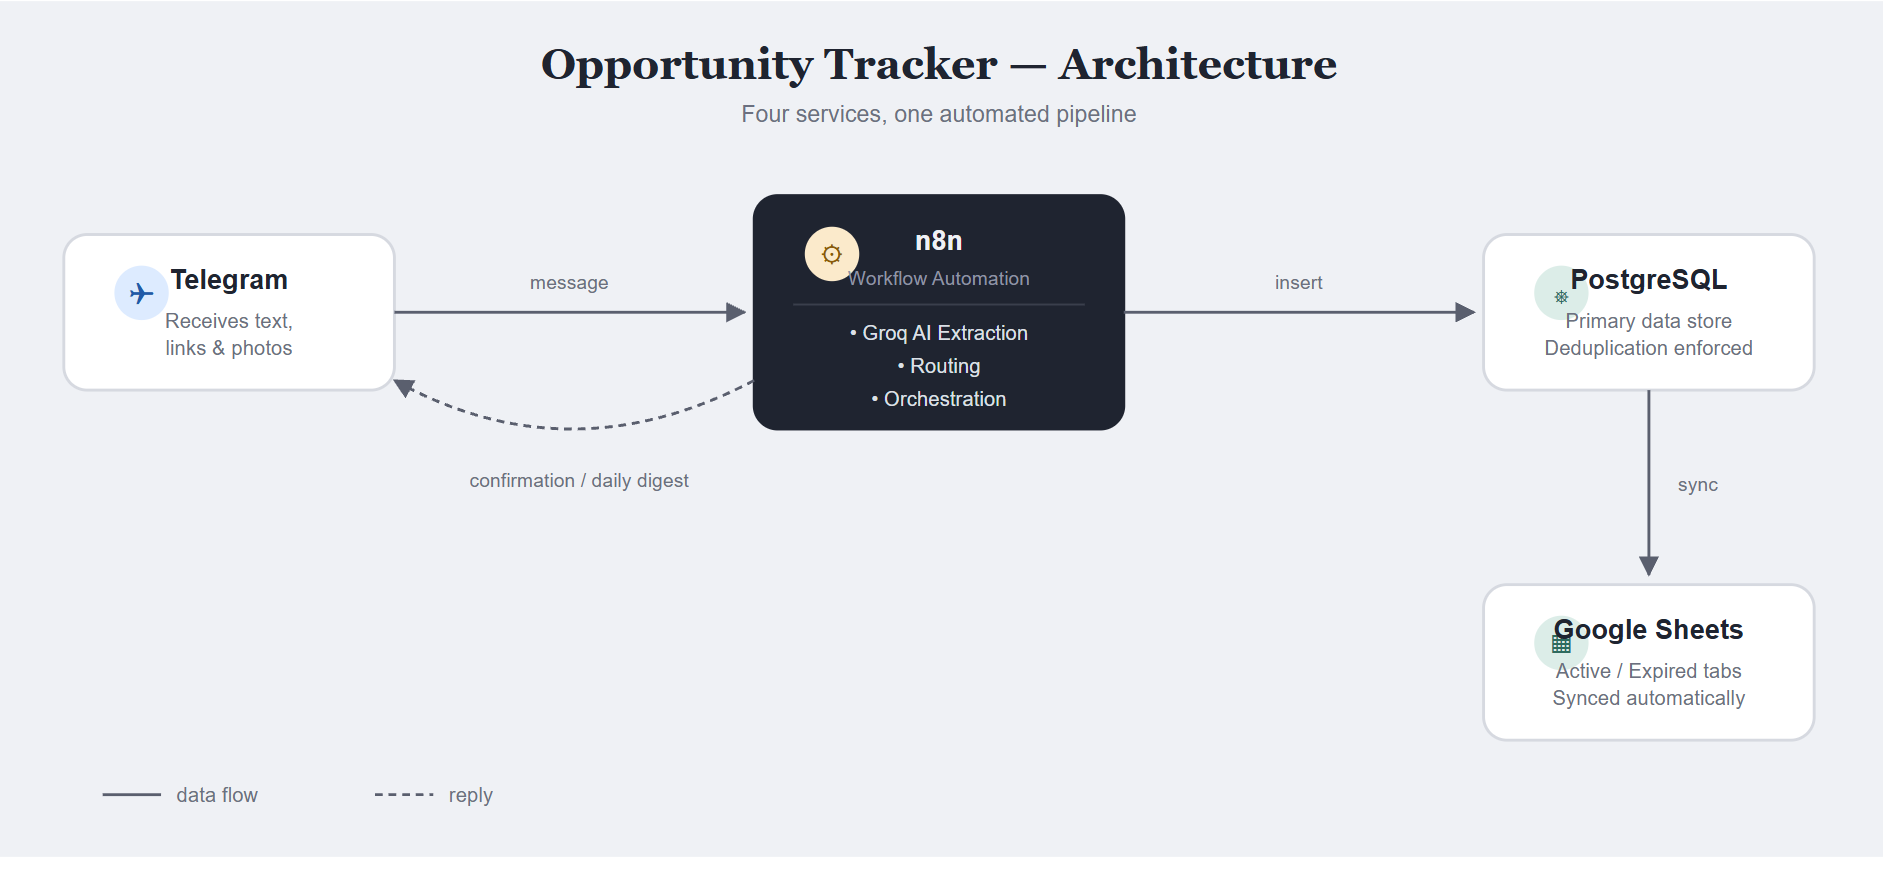 Opportunity Tracker — Architecture
Four services, one automated pipeline
Telegram
Receives text,
links & photos
message
n8n
Workflow Automation
• Groq AI Extraction
• Routing
• Orchestration
insert
PostgreSQL
Primary data store
Deduplication enforced
confirmation / daily digest
sync
Google Sheets
Active / Expired tabs
Synced automatically
data flow
reply